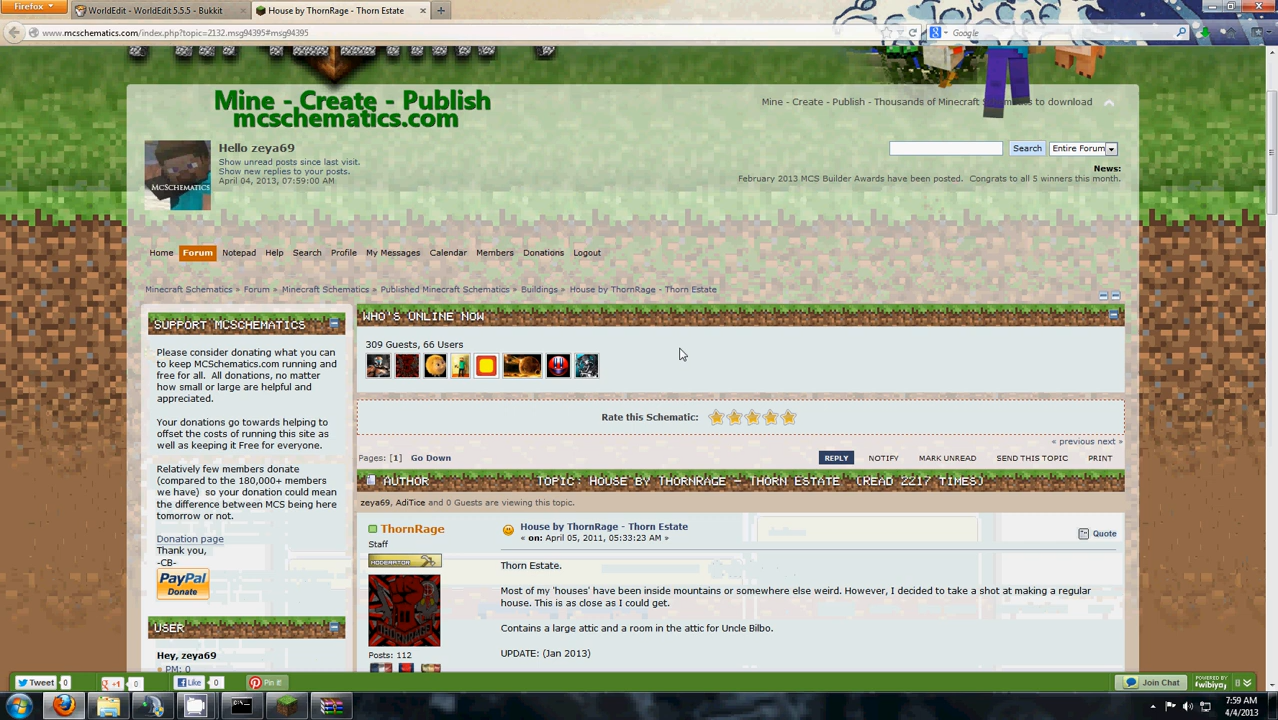 Firefox
WorldEdit - WorldEdit 5.5.5 - Bukkit
House by ThornRage - Thorn Estate
www.mcschematics.com/index.php?topic=2132.msg94395#msg94395
Google
Mine - Create - Publish
mcschematics.com
Mine - Create - Publish - Thousands of Minecraft Schematics to download
McSchematics
Hello zeya69
Show unread posts since last visit.
Show new replies to your posts.
April 04, 2013, 07:59:00 AM
Search
Entire Forum
News:
February 2013 MCS Builder Awards have been posted. Congrats to all 5 winners this month.
Home Forum Notepad Help Search Profile My Messages Calendar Members Donations Logout
Minecraft Schematics » Forum » Minecraft Schematics » Published Minecraft Schematics » Buildings » House by ThornRage - Thorn Estate
SUPPORT MCSCHEMATICS
Please consider donating what you can
to keep MCSchematics.com running and
free for all. All donations, no matter
how small or large are helpful and
appreciated.
Your donations go towards helping to
offset the costs of running this site
as well as keeping it Free for everyone.
Relatively few members donate
(compared to the 180,000+ members
we have) so your donation could mean
the difference between MCS being here
tomorrow or not.
Donation page
Thank you,
-CB-
PayPal
Donate
USER
Hey, zeya69
PM: 0
WHO'S ONLINE NOW
309 Guests, 66 Users
Rate this Schematic:
« previous next »
Pages: [1] Go Down
REPLY NOTIFY MARK UNREAD SEND THIS TOPIC PRINT
AUTHOR TOPIC: HOUSE BY THORNRAGE - THORN ESTATE (READ 2217 TIMES)
zeya69, AdiTice and 0 Guests are viewing this topic.
ThornRage
Staff
MODERATOR
Posts: 112
House by ThornRage - Thorn Estate
« on: April 05, 2011, 05:33:23 AM »
Quote
Thorn Estate.
Most of my 'houses' have been inside mountains or somewhere else weird. However, I decided to take a shot at making a regular
house. This is as close as I could get.
Contains a large attic and a room in the attic for Uncle Bilbo.
UPDATE: (Jan 2013)
Tweet 0
+1 0
Like 0
Pin it
Join Chat
POWERED BY
wibiya
7:59 AM
4/4/2013